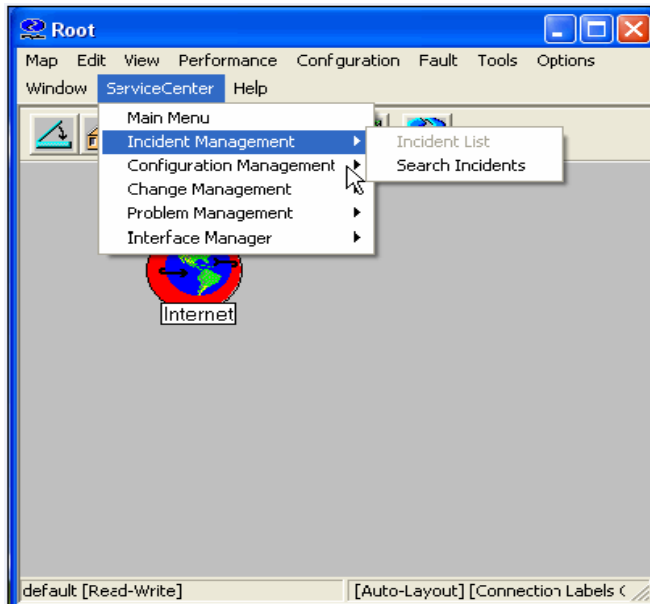 Root
Map Edit View Performance Configuration Fault Tools Options
Window ServiceCenter Help
Main Menu
Incident Management
Incident List
Configuration Management
Search Incidents
Change Management
Problem Management
Interface Manager
Internet
default [Read-Write] [Auto-Layout] [Connection Labels